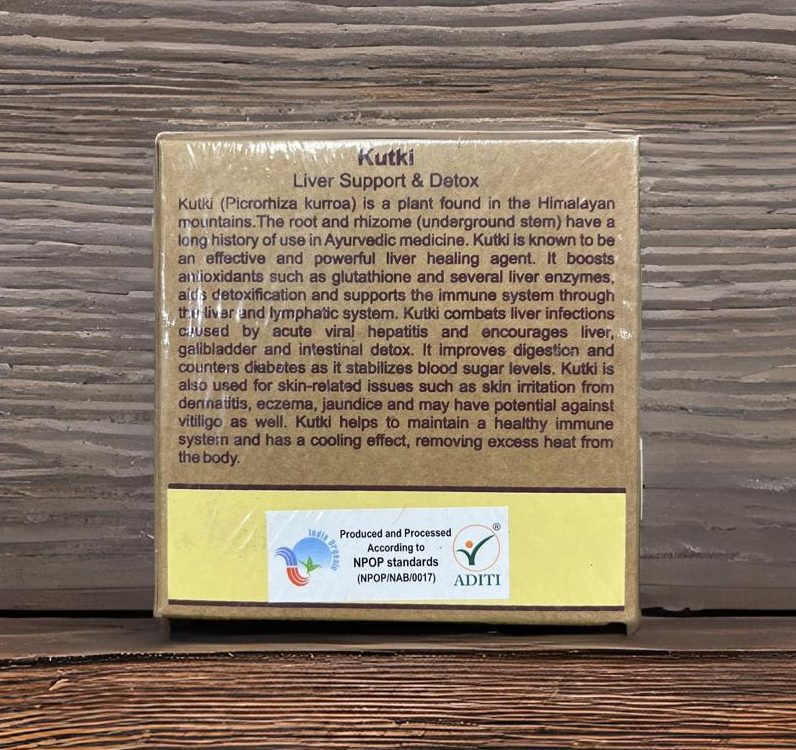 Kutki
Liver Support & Detox
Kutki (Picrorhiza kurroa) is a plant found in the Himalayan
mountains.The root and rhizome (underground stem) have a
long history of use in Ayurvedic medicine. Kutki is known to be
an effective and powerful liver healing agent. It boosts
antioxidants such as glutathione and several liver enzymes,
aids detoxification and supports the immune system through
the liver and lymphatic system. Kutki combats liver infections
caused by acute viral hepatitis and encourages liver,
gallbladder and intestinal detox. It improves digestion and
counters diabetes as it stabilizes blood sugar levels. Kutki is
also used for skin-related issues such as skin irritation from
dermatitis, eczema, jaundice and may have potential against
vitiligo as well. Kutki helps to maintain a healthy immune
system and has a cooling effect, removing excess heat from
the body.
India Organic
Produced and Processed
According to
NPOP standards
(NPOP/NAB/0017)
®
ADITI